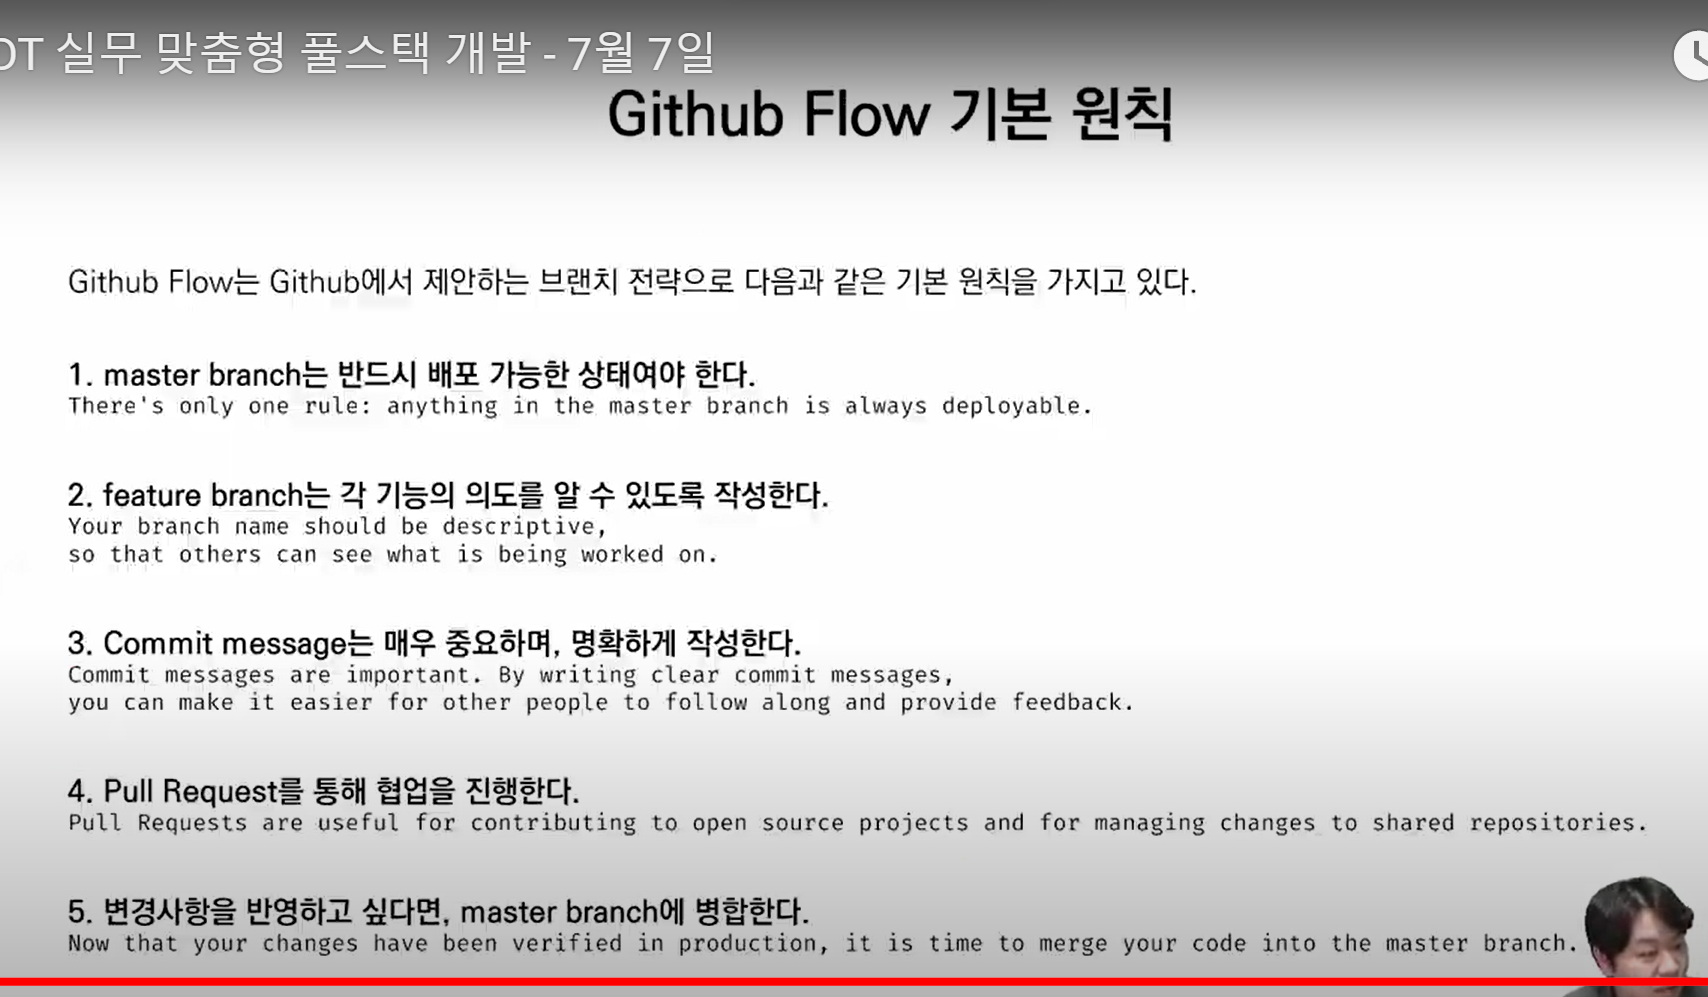 OT 실무 맞춤형 풀스택 개발 - 7월 7일
Github Flow 기본 원칙
Github Flow는 Github에서 제안하는 브랜치 전략으로 다음과 같은 기본 원칙을 가지고 있다.
1. master branch는 반드시 배포 가능한 상태여야 한다.
There's only one rule: anything in the master branch is always deployable.
2. feature branch는 각 기능의 의도를 알 수 있도록 작성한다.
Your branch name should be descriptive,
so that others can see what is being worked on.
3. Commit message는 매우 중요하며, 명확하게 작성한다.
Commit messages are important. By writing clear commit messages,
you can make it easier for other people to follow along and provide feedback.
4. Pull Request를 통해 협업을 진행한다.
Pull Requests are useful for contributing to open source projects and for managing changes to shared repositories.
5. 변경사항을 반영하고 싶다면, master branch에 병합한다.
Now that your changes have been verified in production, it is time to merge your code into the master branch.